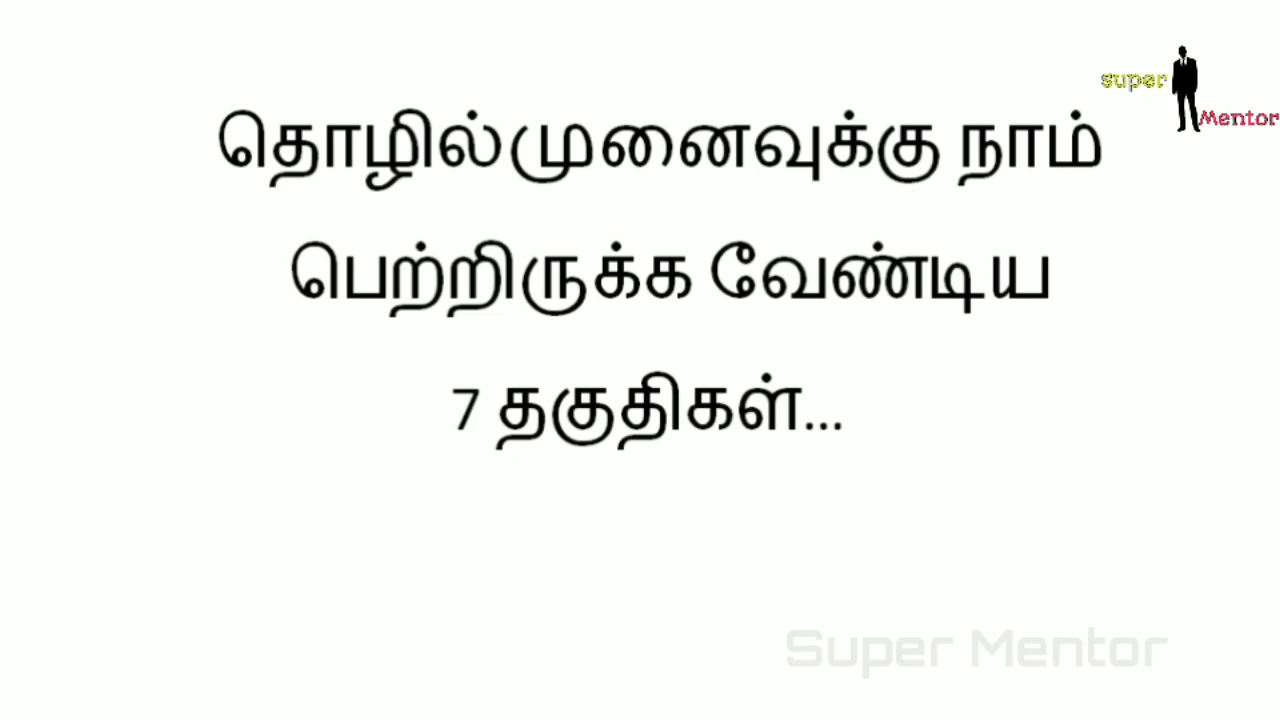 super
Mentor
தொழில்முனைவுக்கு நாம்
பெற்றிருக்க வேண்டிய
7 தகுதிகள்...
Super Mentor